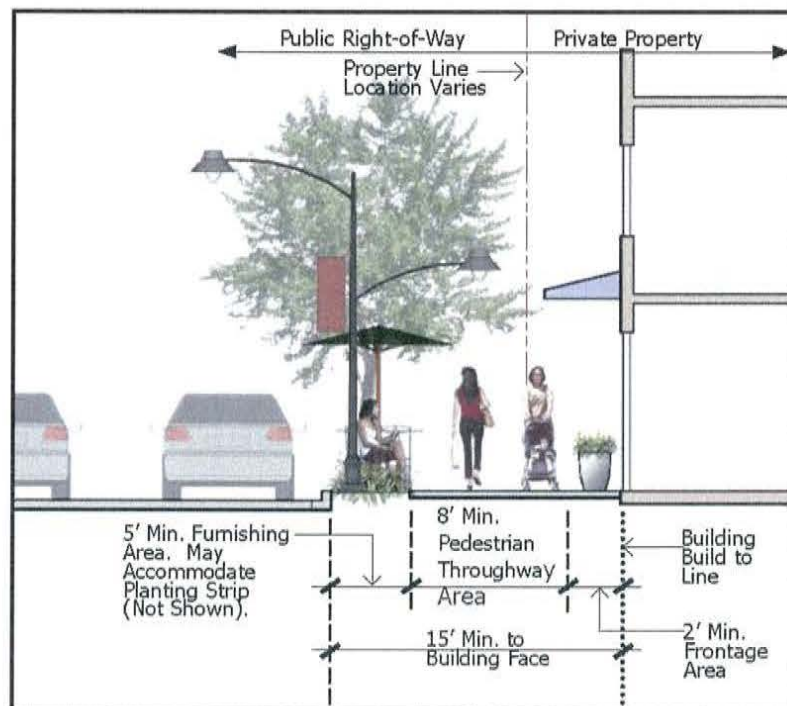 Public Right-of-Way
Private Property
Property Line
Location Varies
5' Min. Furnishing
Area. May
Accommodate
Planting Strip
(Not Shown).
8' Min.
Pedestrian
Throughway
Area
Building
Build to
Line
15' Min. to
Building Face
2' Min.
Frontage
Area